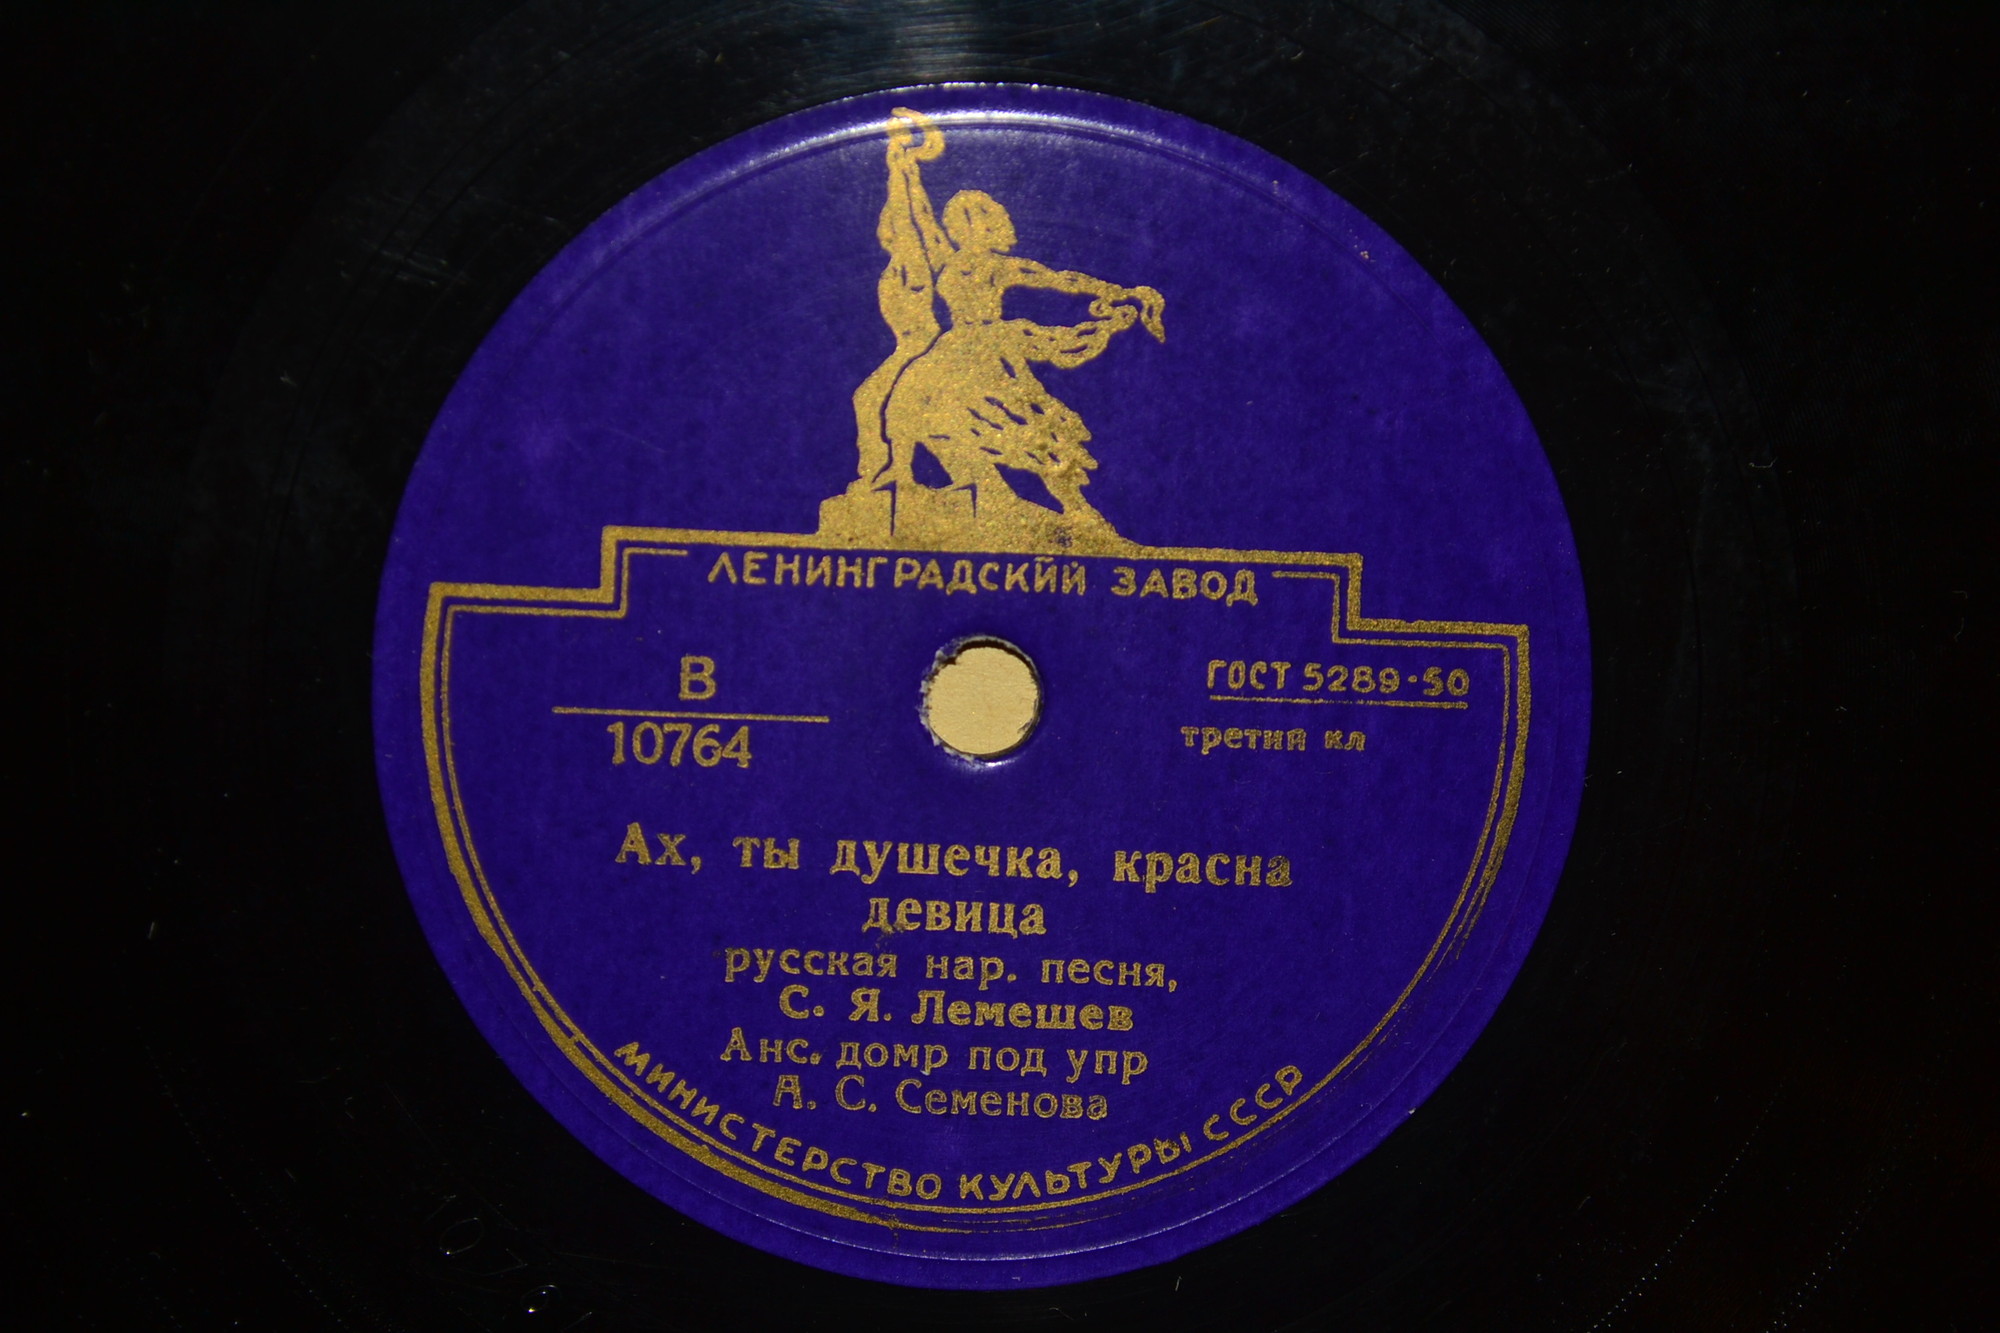 ЛЕНИНГРАДСКИЙ ЗАВОД
В
10764
ГОСТ 5289-50
третий кл
Ах, ты душечка, красна
девица
русская нар. песня,
С. Я. Лемешев
Анс. домр под упр
А. С. Семенова
МИНИСТЕРСТВО КУЛЬТУРЫ СССР